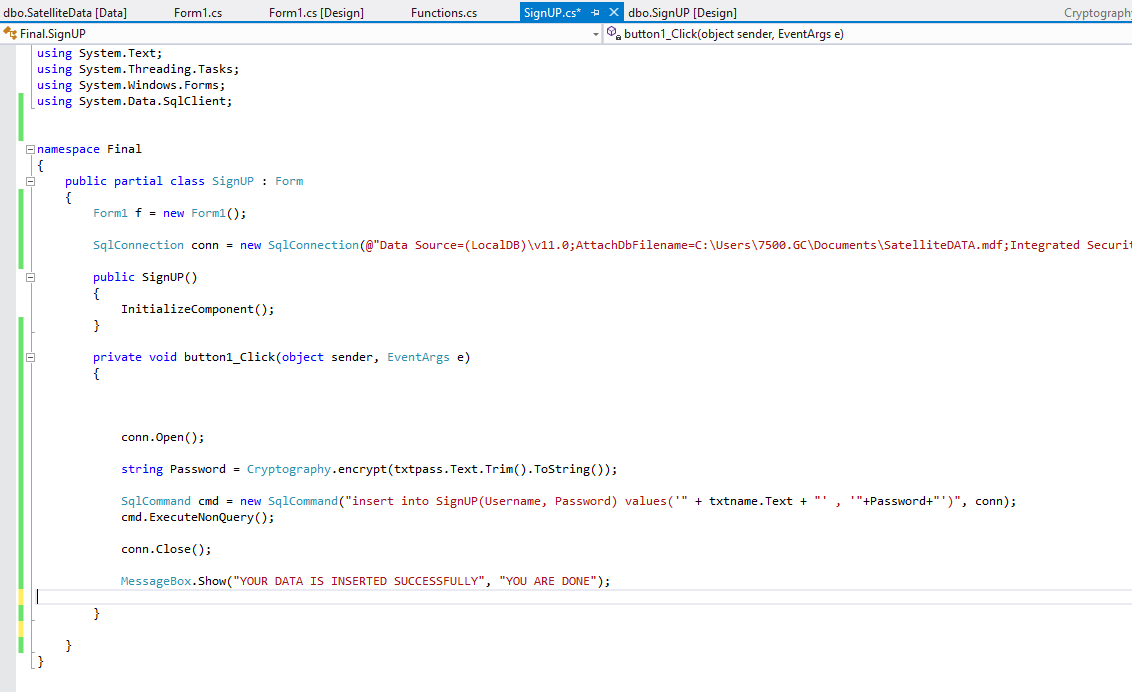 dbo.SatelliteData [Data] Form1.cs Form1.cs [Design] Functions.cs SignUP.cs* dbo.SignUP [Design] Cryptography
Final.SignUP button1_Click(object sender, EventArgs e)
using System.Text;
using System.Threading.Tasks;
using System.Windows.Forms;
using System.Data.SqlClient;
namespace Final
{
public partial class SignUP : Form
{
Form1 f = new Form1();
SqlConnection conn = new SqlConnection(@"Data Source=(LocalDB)\v11.0;AttachDbFilename=C:\Users\7500.GC\Documents\SatelliteDATA.mdf;Integrated Securit
public SignUP()
{
InitializeComponent();
}
private void button1_Click(object sender, EventArgs e)
{
conn.Open();
string Password = Cryptography.encrypt(txtpass.Text.Trim().ToString());
SqlCommand cmd = new SqlCommand("insert into SignUP(Username, Password) values('" + txtname.Text + "' , '"+Password+"')", conn);
cmd.ExecuteNonQuery();
conn.Close();
MessageBox.Show("YOUR DATA IS INSERTED SUCCESSFULLY", "YOU ARE DONE");
}
}
}